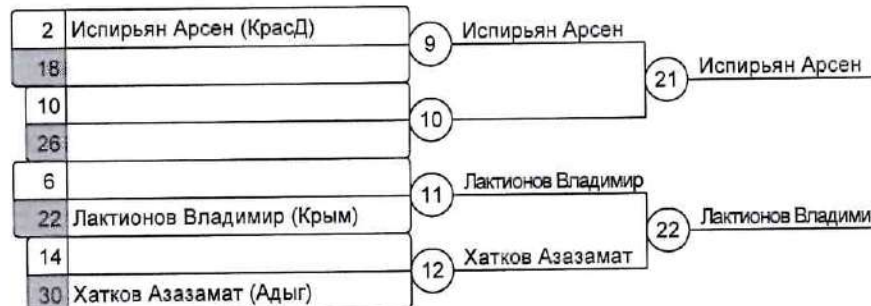 2 Испирьян Арсен (КрасД)
18
10
26
6
22 Лактионов Владимир (Крым)
14
30 Хатков Азазамат (Адыг)
9 Испирьян Арсен
10
11 Лактионов Владимир
12 Хатков Азазамат
21 Испирьян Арсен
22 Лактионов Владими